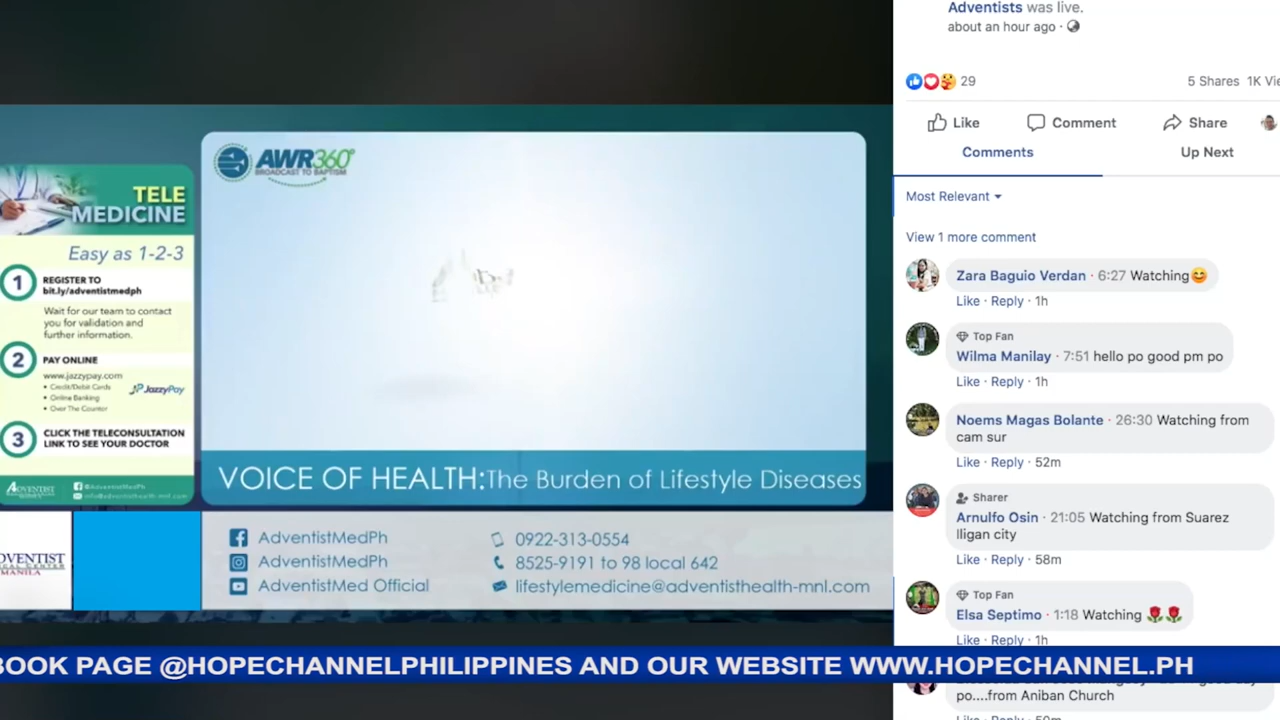 Adventists was live.
about an hour ago ·
29
5 Shares 1K
Like
Comment
Share
Comments
Up Next
Most Relevant
View 1 more comment
Zara Baguio Verdan · 6:27 Watching😊
Like · Reply · 1h
Top Fan
Wilma Manilay · 7:51 hello po good pm po
Like · Reply · 1h
Noems Magas Bolante · 26:30 Watching from
cam sur
Like · Reply · 52m
Sharer
Arnulfo Osin · 21:05 Watching from Suarez
Iligan city
Like · Reply · 58m
Top Fan
Elsa Septimo · 1:18 Watching 🌹🌹
Like · Reply · 1h
po....from Aniban Church
Like · Reply · 50m
AWR360°
BROADCAST TO BAPTISM
TELE
MEDICINE
Easy as 1-2-3
1
REGISTER TO
bit.ly/adventistmedph
Wait for our team to contact
you for validation and
further information.
2
PAY ONLINE
www.jazzypay.com
• Credit/Debit Cards
• Online Banking
• Over The Counter
JazzyPay
3
CLICK THE TELECONSULTATION
LINK TO SEE YOUR DOCTOR
ADVENTIST
@AdventistMedPh
info@adventisthealth-mnl.com
VOICE OF HEALTH: The Burden of Lifestyle Diseases
MANILA
AdventistMedPh
AdventistMedPh
AdventistMed Official
0922-313-0554
8525-9191 to 98 local 642
lifestylemedicine@adventisthealth-mnl.com
BOOK PAGE @HOPECHANNELPHILIPPINES AND OUR WEBSITE WWW.HOPECHANNEL.PH